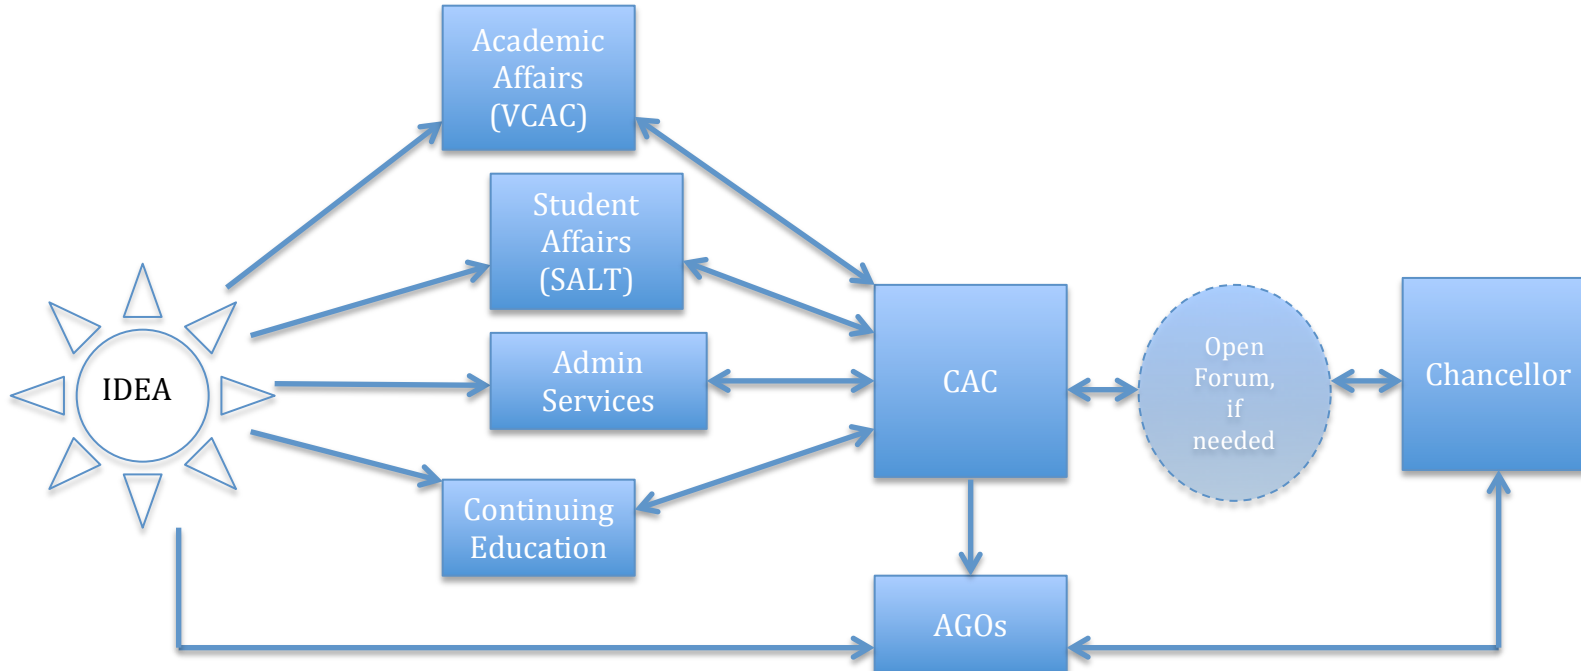 Academic
Affairs
(VCAC)
Student
Affairs
(SALT)
IDEA
Admin
Services
Continuing
Education
CAC
AGOs
Open
Forum,
if
needed
Chancellor